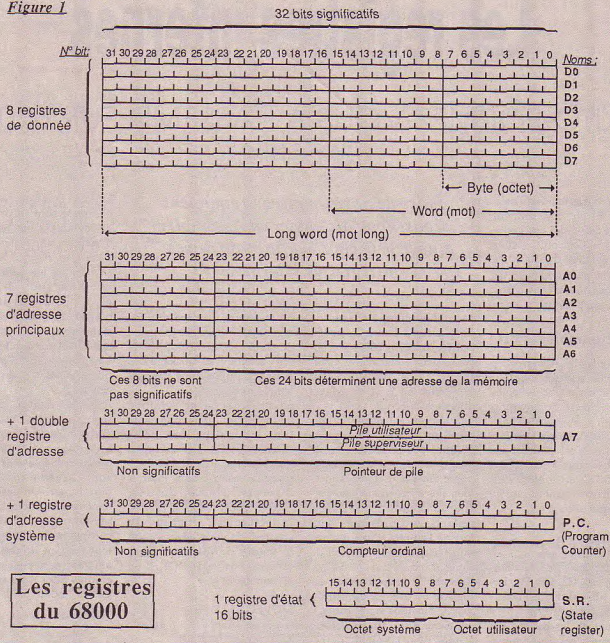 Figure 1
32 bits significatifs
N° bit: 31 30 29 28 27 26 25 24 23 22 21 20 19 18 17 16 15 14 13 12 11 10 9 8 7 6 5 4 3 2 1 0 Noms :
8 registres
de donnée
D0
D1
D2
D3
D4
D5
D6
D7
Byte (octet)
Word (mot)
Long word (mot long)
31 30 29 28 27 26 25 24 23 22 21 20 19 18 17 16 15 14 13 12 11 10 9 8 7 6 5 4 3 2 1 0
7 registres
d'adresse
principaux
A0
A1
A2
A3
A4
A5
A6
Ces 8 bits ne sont
pas significatifs
Ces 24 bits déterminent une adresse de la mémoire
+ 1 double
registre
d'adresse
31 30 29 28 27 26 25 24 23 22 21 20 19 18 17 16 15 14 13 12 11 10 9 8 7 6 5 4 3 2 1 0
Pile utilisateur
Pile superviseur
A7
Non significatifs
Pointeur de pile
+ 1 registre
d'adresse
système
31 30 29 28 27 26 25 24 23 22 21 20 19 18 17 16 15 14 13 12 11 10 9 8 7 6 5 4 3 2 1 0
P.C.
(Program
Counter)
Non significatifs
Compteur ordinal
Les registres
du 68000
1 registre d'état
16 bits
15 14 13 12 11 10 9 8 7 6 5 4 3 2 1 0
S.R.
(State
register)
Octet système
Octet utilisateur